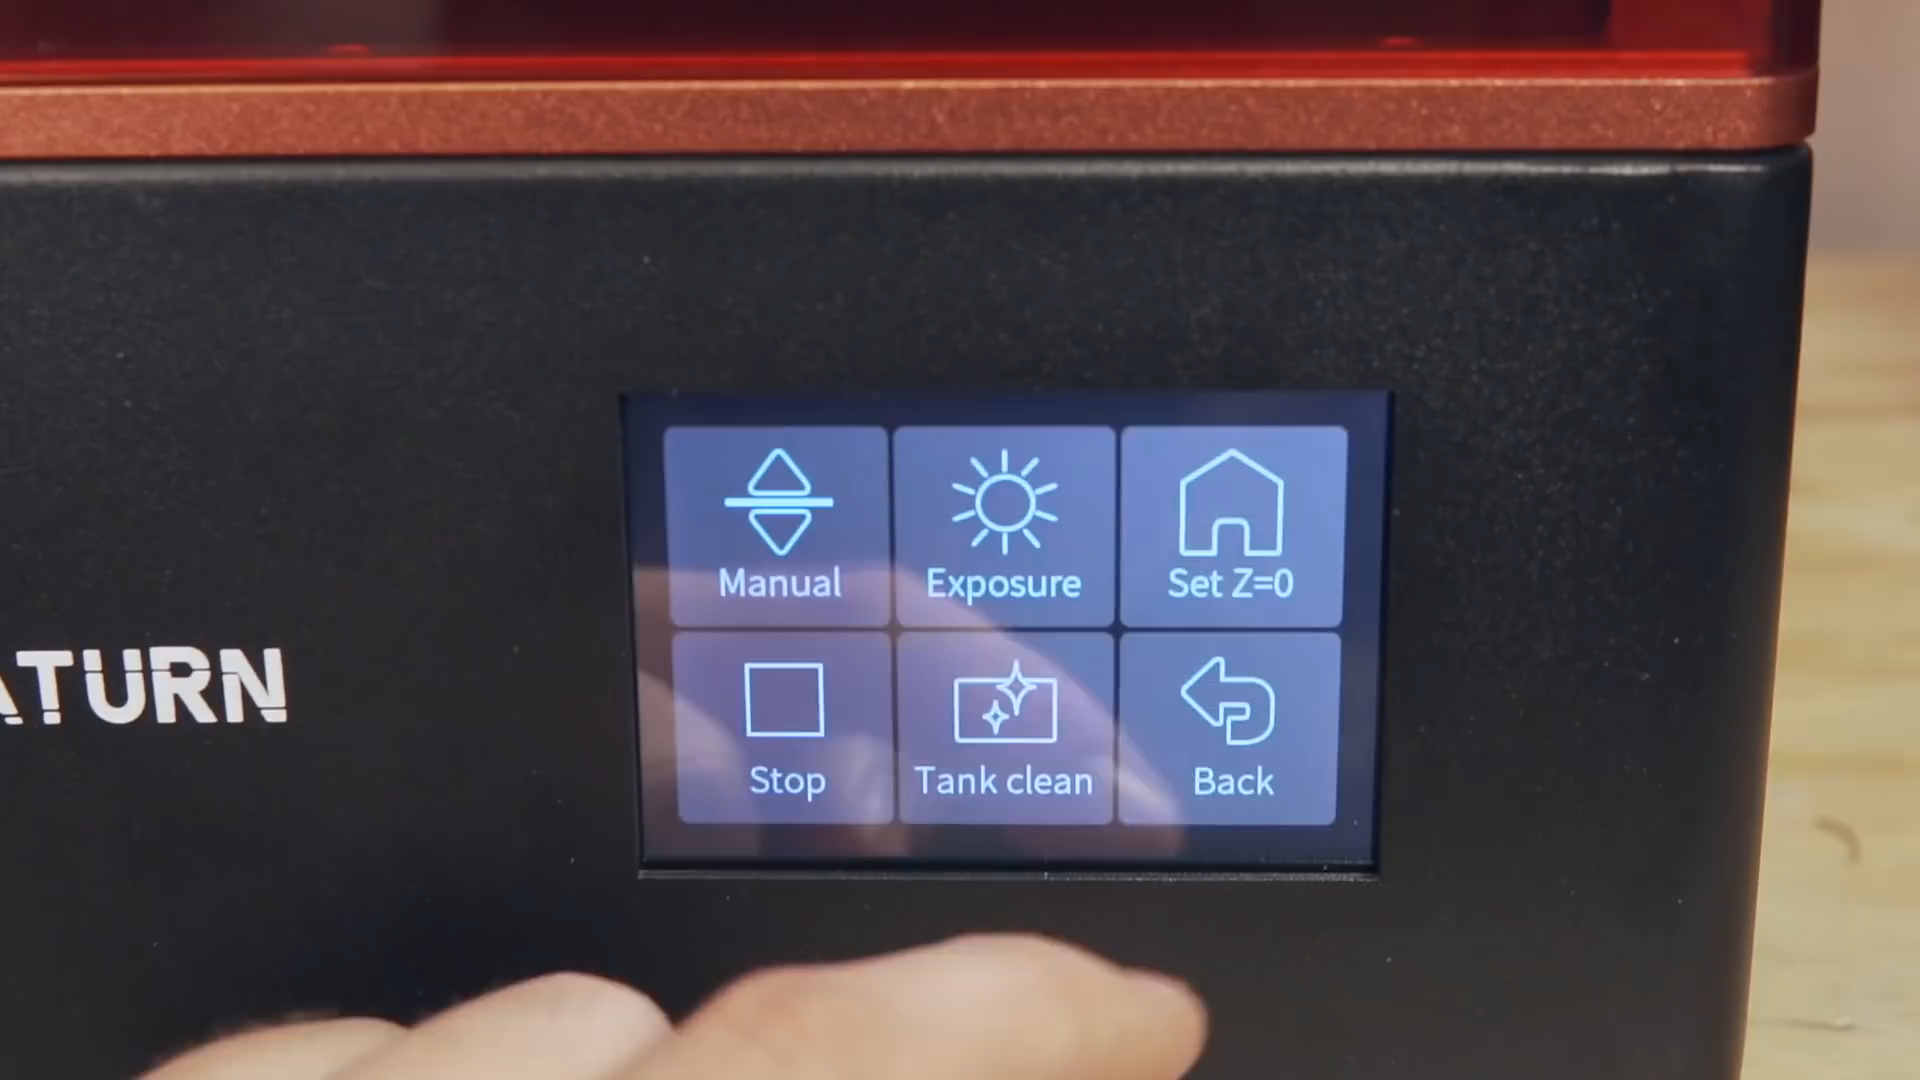 Manual
Exposure
Set Z=0
ATURN
Stop
Tank clean
Back